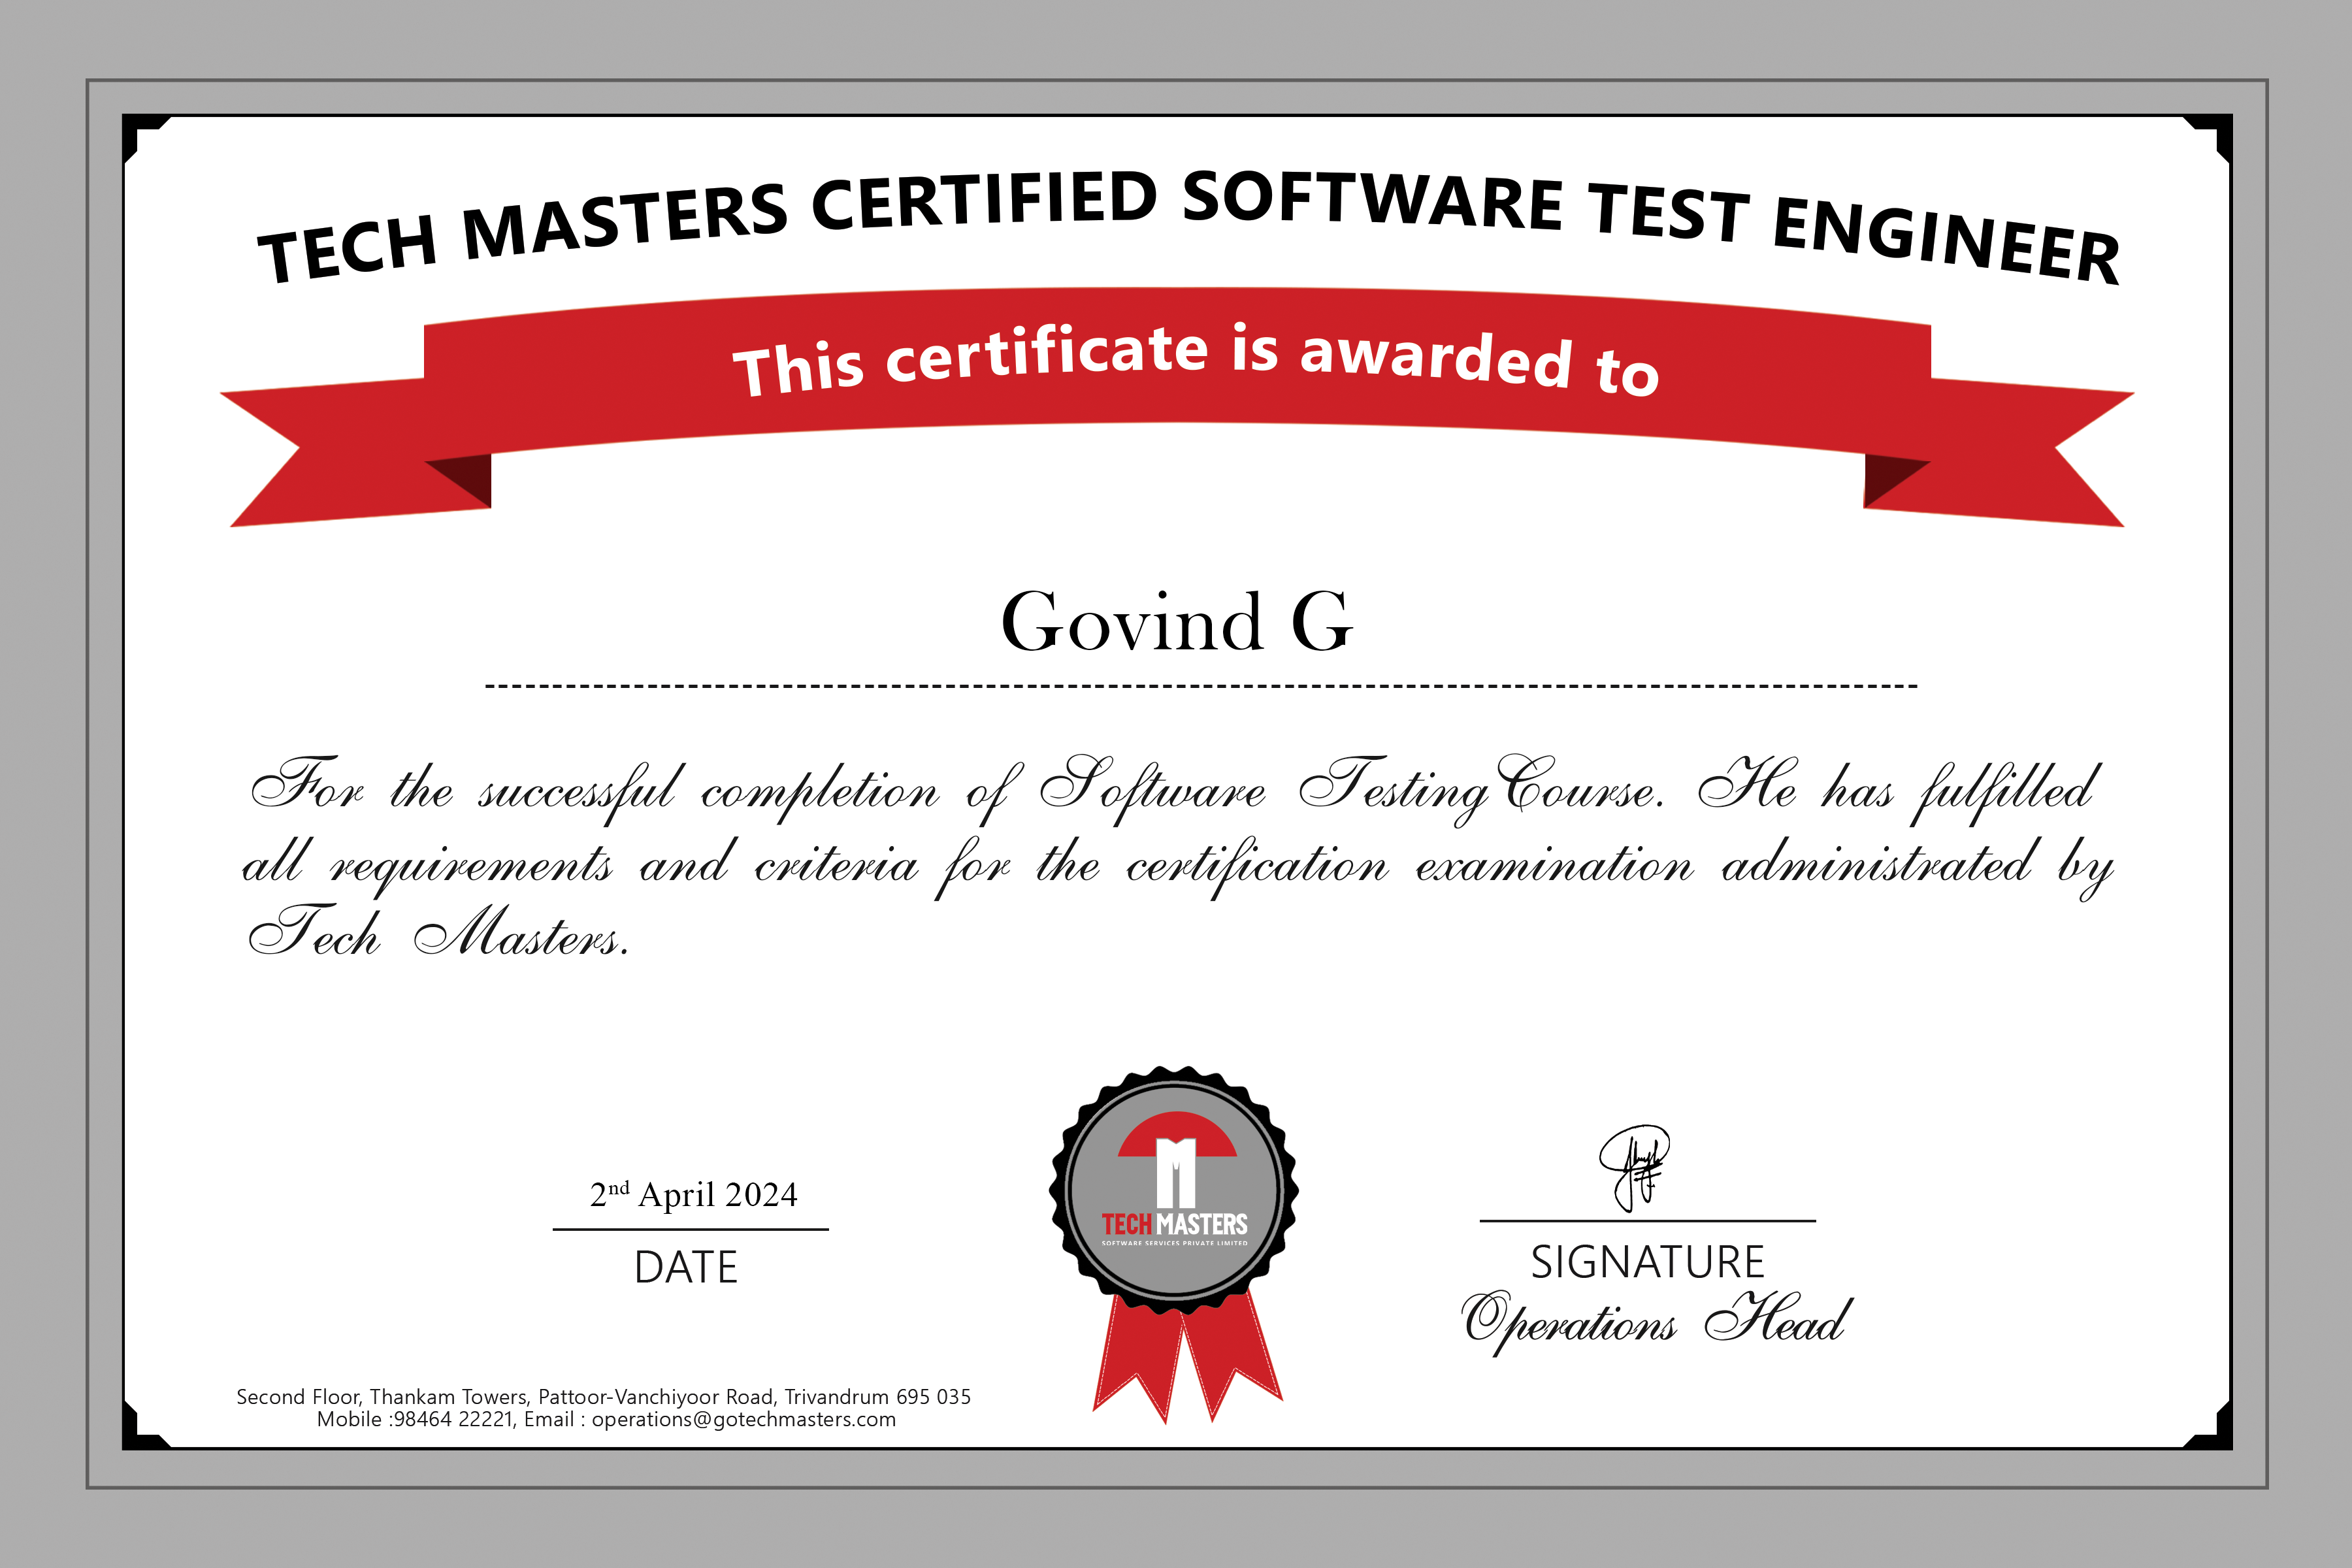 TECH MASTERS CERTIFIED SOFTWARE TEST ENGINEER
This certificate is awarded to
Govind G
For the successful completion of Software Testing Course. He has fulfilled
all requirements and criteria for the certification examination administrated by
Tech Masters.
2nd April 2024
DATE
TECH MASTERS
SOFTWARE SERVICES PRIVATE LIMITED
SIGNATURE
Operations Head
Second Floor, Thankam Towers, Pattoor-Vanchiyoor Road, Trivandrum 695 035
Mobile :98464 22221, Email : operations@gotechmasters.com